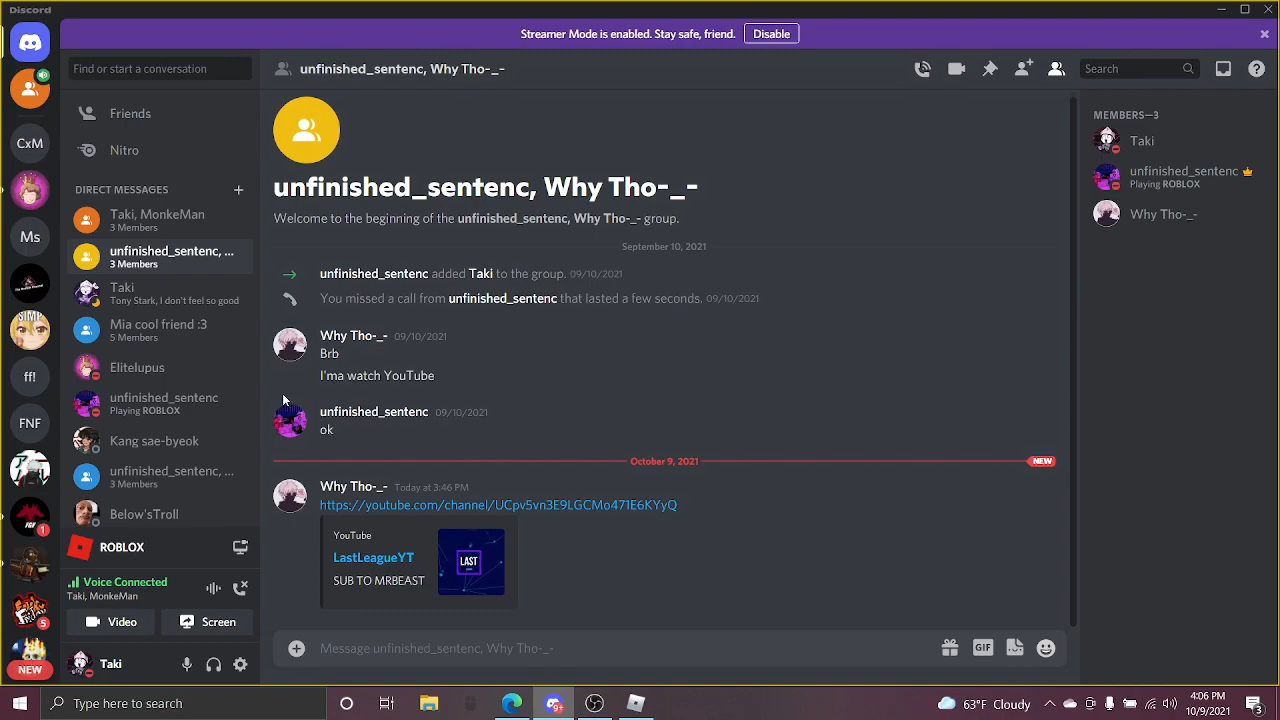 Discord
Streamer Mode is enabled. Stay safe, friend.
Disable
Find or start a conversation
unfinished_sentenc, Why Tho-_-
Search
Friends
Nitro
DIRECT MESSAGES
Taki, MonkeMan
3 Members
unfinished_sentenc, ...
3 Members
Taki
Tony Stark, I don't feel so good
Mia cool friend :3
5 Members
Elitelupus
unfinished_sentenc
Playing ROBLOX
Kang sae-byeok
unfinished_sentenc, ...
3 Members
Below'sTroll
ROBLOX
Voice Connected
Taki, MonkeMan
Video
Screen
Taki
CxM
Ms
SIMP
ff!
FNF
1
5
NEW
unfinished_sentenc, Why Tho-_-
Welcome to the beginning of the unfinished_sentenc, Why Tho-_- group.
September 10, 2021
unfinished_sentenc added Taki to the group. 09/10/2021
You missed a call from unfinished_sentenc that lasted a few seconds. 09/10/2021
Why Tho-_- 09/10/2021
Brb
I'ma watch YouTube
unfinished_sentenc 09/10/2021
ok
October 9, 2021
NEW
Why Tho-_- Today at 3:46 PM
https://youtube.com/channel/UCpv5vn3E9LGCMo471E6KYyQ
YouTube
LastLeagueYT
SUB TO MRBEAST
LAST
Message unfinished_sentenc, Why Tho-_-
GIF
MEMBERS—3
Taki
unfinished_sentenc
Playing ROBLOX
Why Tho-_-
Type here to search
9+
63°F Cloudy
4:06 PM
10/9/2021
3